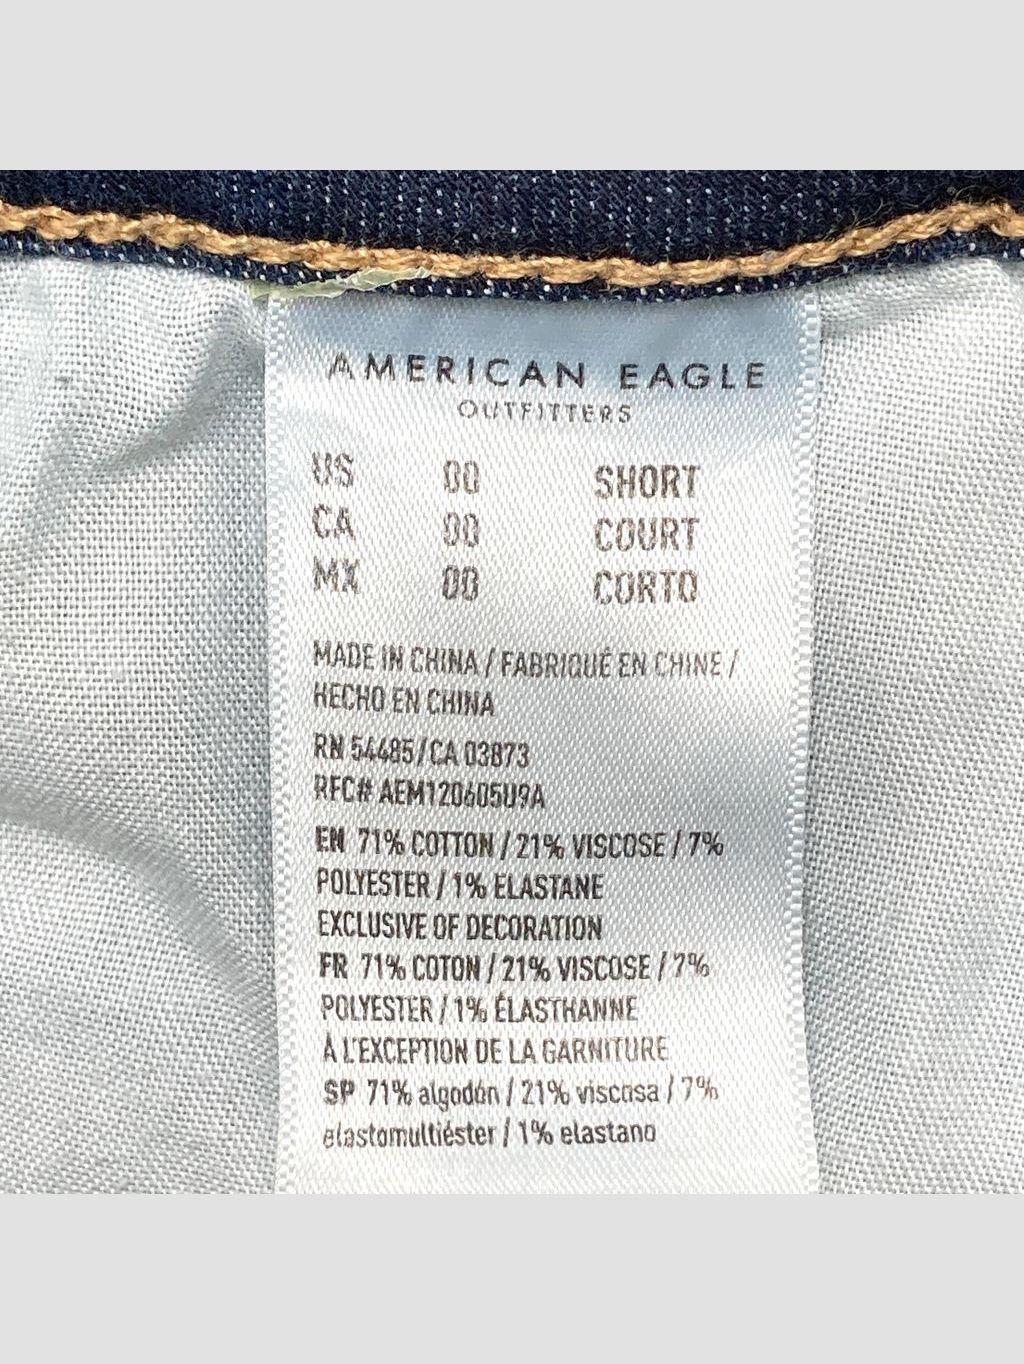 AMERICAN EAGLE
OUTFITTERS
US 00 SHORT
CA 00 COURT
MX 00 CORTO
MADE IN CHINA / FABRIQUÉ EN CHINE /
HECHO EN CHINA
RN 54485/CA 03873
RFC# AEM120605U9A
EN 71% COTTON / 21% VISCOSE / 7%
POLYESTER / 1% ELASTANE
EXCLUSIVE OF DECORATION
FR 71% COTON / 21% VISCOSE / 7%
POLYESTER / 1% ÉLASTHANNE
À L'EXCEPTION DE LA GARNITURE
SP 71% algodón / 21% viscosa / 7%
elastomultiéster / 1% elastano